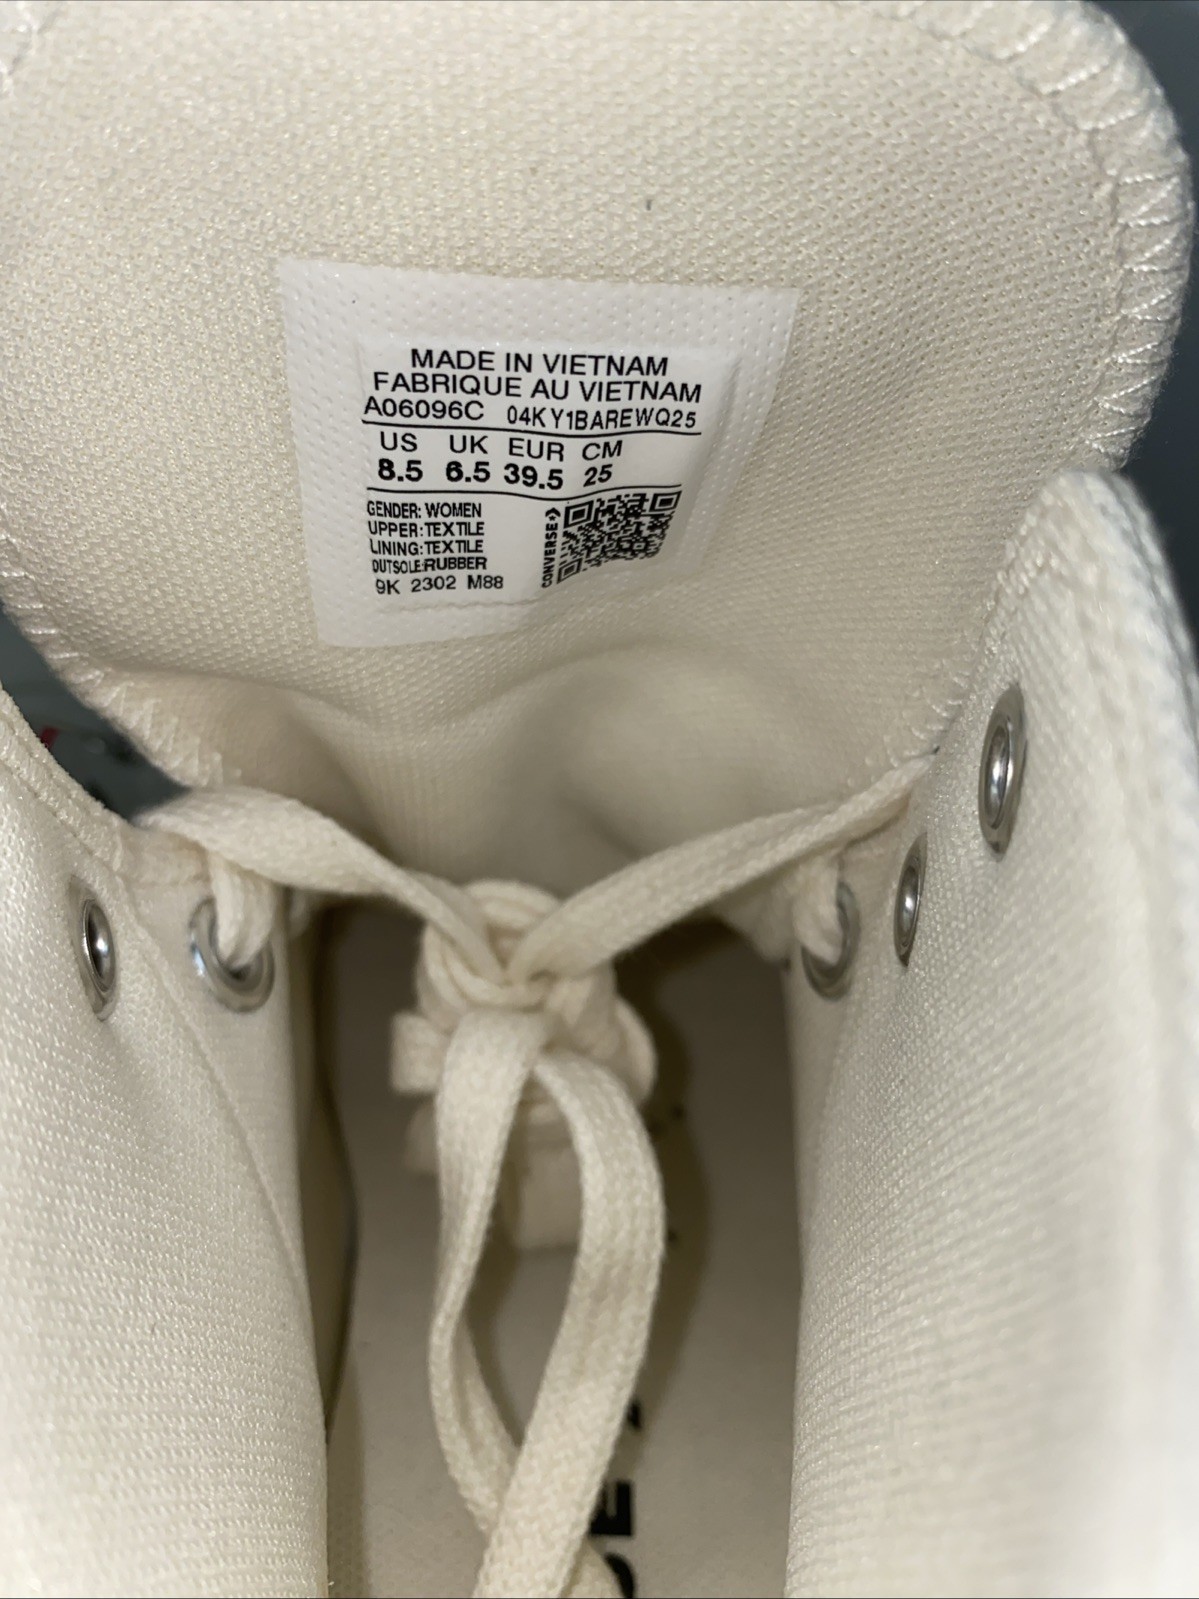 MADE IN VIETNAM
FABRIQUE AU VIETNAM
A06096C 04KY1BAREWQ25
US UK EUR CM
8.5 6.5 39.5 25
GENDER: WOMEN
UPPER:TEXTILE
LINING:TEXTILE
OUTSOLE:RUBBER
9K 2302 M88
CONVERSE